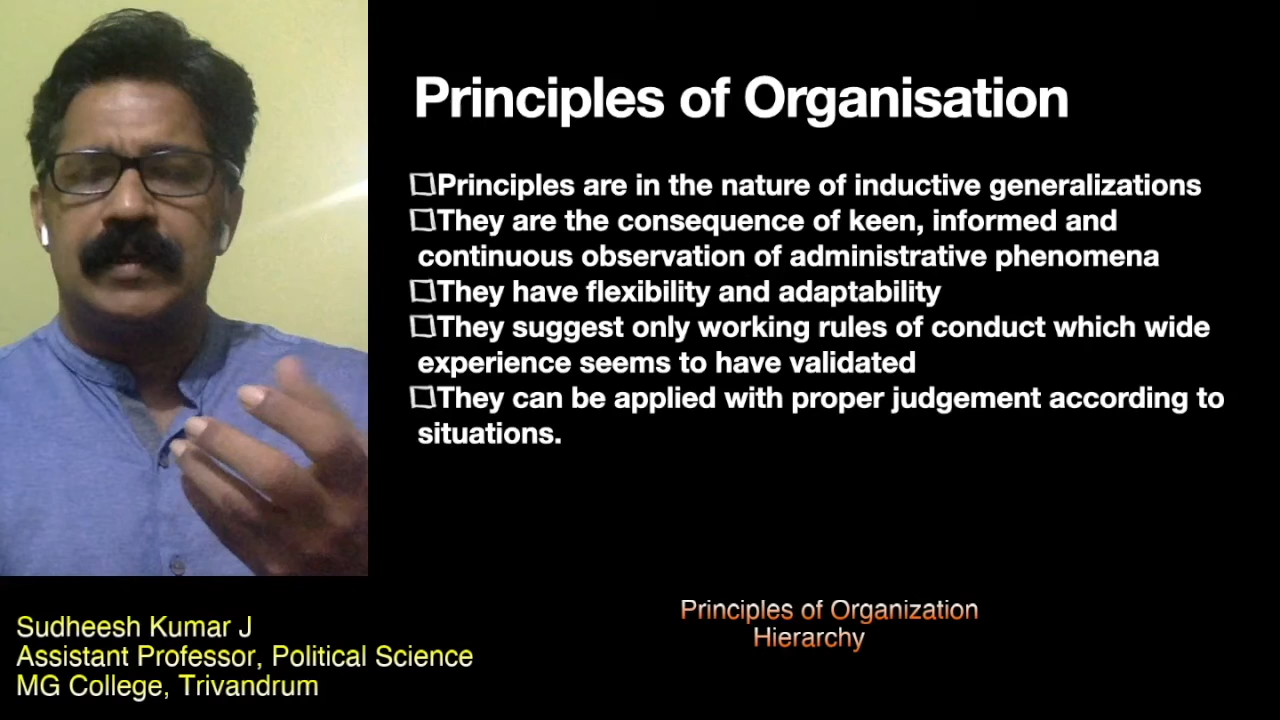 Principles of Organisation
Principles are in the nature of inductive generalizations
They are the consequence of keen, informed and
continuous observation of administrative phenomena
They have flexibility and adaptability
They suggest only working rules of conduct which wide
experience seems to have validated
They can be applied with proper judgement according to
situations.
Sudheesh Kumar J
Assistant Professor, Political Science
MG College, Trivandrum
Principles of Organization
Hierarchy